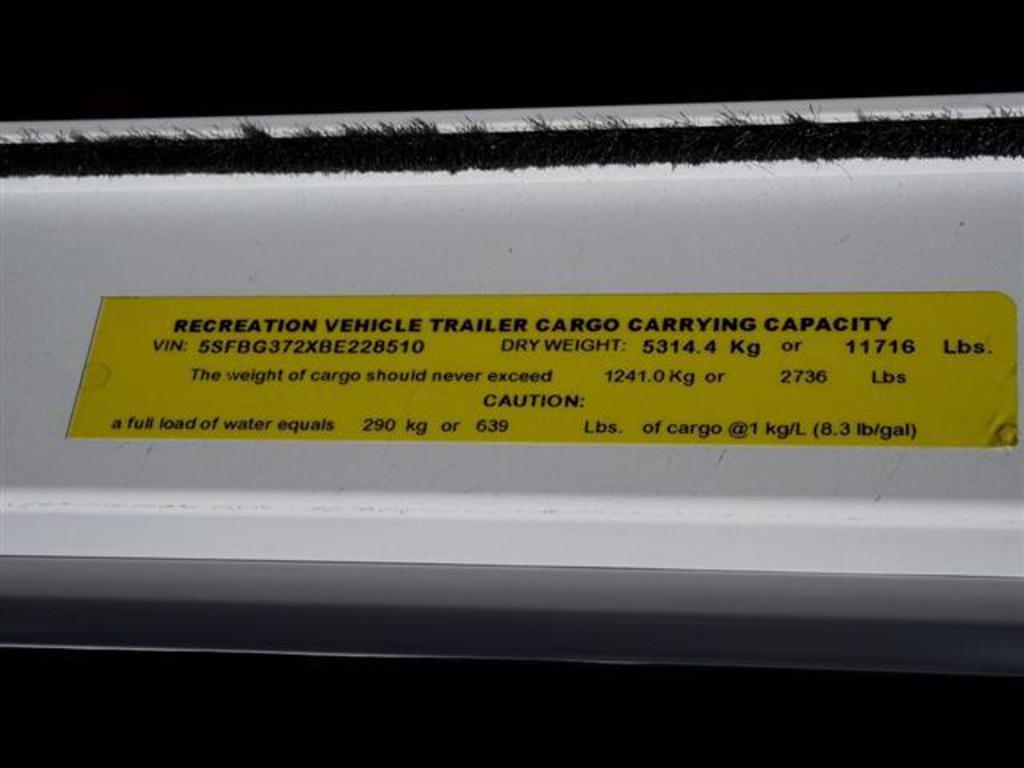 RECREATION VEHICLE TRAILER CARGO CARRYING CAPACITY
VIN: 5SFBG372XBE228510 DRY WEIGHT: 5314.4 Kg or 11716 Lbs.
The weight of cargo should never exceed 1241.0 Kg or 2736 Lbs
CAUTION:
a full load of water equals 290 kg or 639 Lbs. of cargo @1 kg/L (8.3 lb/gal)